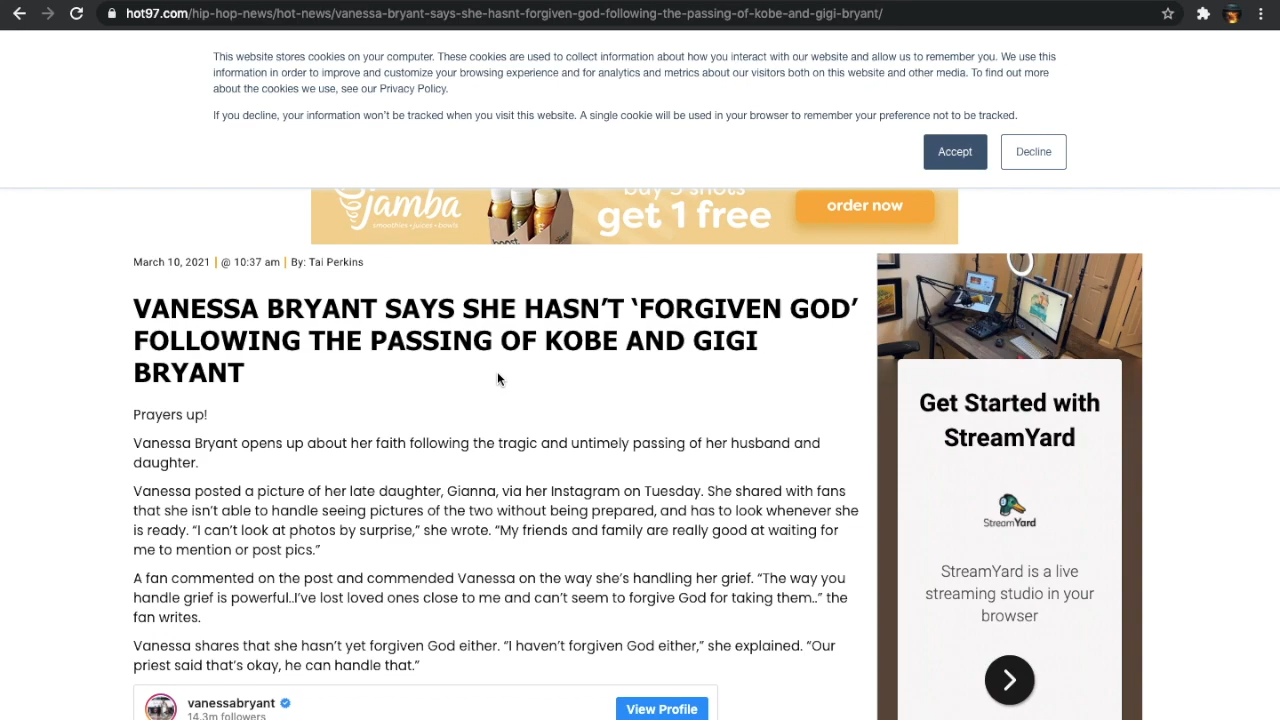 hot97.com/hip-hop-news/hot-news/vanessa-bryant-says-she-hasnt-forgiven-god-following-the-passing-of-kobe-and-gigi-bryant/
This website stores cookies on your computer. These cookies are used to collect information about how you interact with our website and allow us to remember you. We use this
information in order to improve and customize your browsing experience and for analytics and metrics about our visitors both on this website and other media. To find out more
about the cookies we use, see our Privacy Policy.
If you decline, your information won't be tracked when you visit this website. A single cookie will be used in your browser to remember your preference not to be tracked.
Accept
Decline
jamba
smoothies • juices • bowls
buy 3 shots
get 1 free
order now
March 10, 2021 | @ 10:37 am | By: Tai Perkins
VANESSA BRYANT SAYS SHE HASN'T 'FORGIVEN GOD'
FOLLOWING THE PASSING OF KOBE AND GIGI
BRYANT
Prayers up!
Vanessa Bryant opens up about her faith following the tragic and untimely passing of her husband and
daughter.
Vanessa posted a picture of her late daughter, Gianna, via her Instagram on Tuesday. She shared with fans
that she isn't able to handle seeing pictures of the two without being prepared, and has to look whenever she
is ready. "I can't look at photos by surprise," she wrote. "My friends and family are really good at waiting for
me to mention or post pics."
A fan commented on the post and commended Vanessa on the way she's handling her grief. "The way you
handle grief is powerful..I've lost loved ones close to me and can't seem to forgive God for taking them.." the
fan writes.
Vanessa shares that she hasn't yet forgiven God either. "I haven't forgiven God either," she explained. "Our
priest said that's okay, he can handle that."
vanessabryant
14.3m followers
View Profile
Get Started with
StreamYard
StreamYard
StreamYard is a live
streaming studio in your
browser